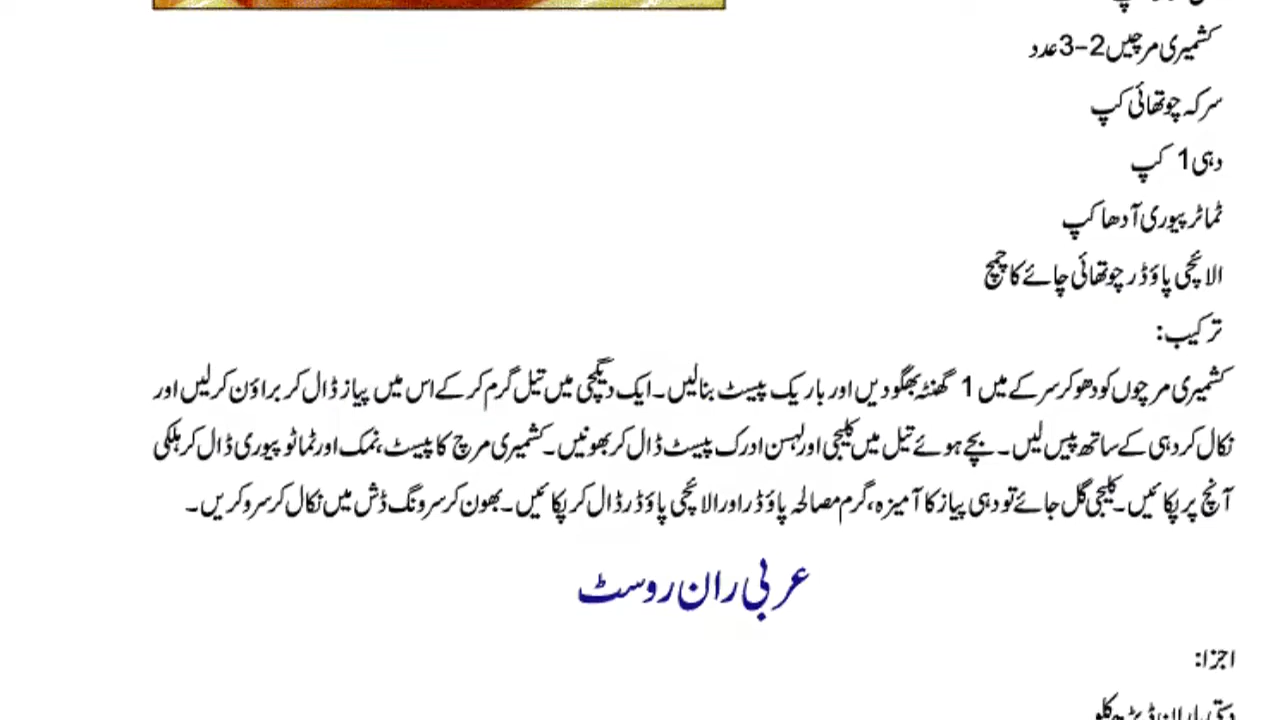 کشمیری مرچیں 2-3 عدد
سرکہ چوتھائی کپ
دہی 1 کپ
ٹماٹر پیوری آدھا کپ
الائچی پاؤڈر چوتھائی چائے کا چمچ
ترکیب:
کشمیری مرچوں کو دھو کر سرکے میں 1 گھنٹہ بھگو دیں اور باریک پیسٹ بنالیں۔ ایک دیگچی میں تیل گرم کرکے اس میں پیاز ڈال کر براؤن کرلیں اور
نکال کر دہی کے ساتھ پیس لیں۔ بچے ہوئے تیل میں کلیجی اور لہسن ادرک پیسٹ ڈال کر بھونیں۔ کشمیری مرچ کا پیسٹ، نمک اور ٹماٹو پیوری ڈال کر ہلکی
آنچ پر پکائیں۔ کلیجی گل جائے تو دہی پیاز کا آمیزہ، گرم مصالحہ پاؤڈر اور الائچی پاؤڈر ڈال کر پکائیں۔ بھون کر سرونگ ڈش میں نکال کر سرو کریں۔
عربی ران روسٹ
اجزا: